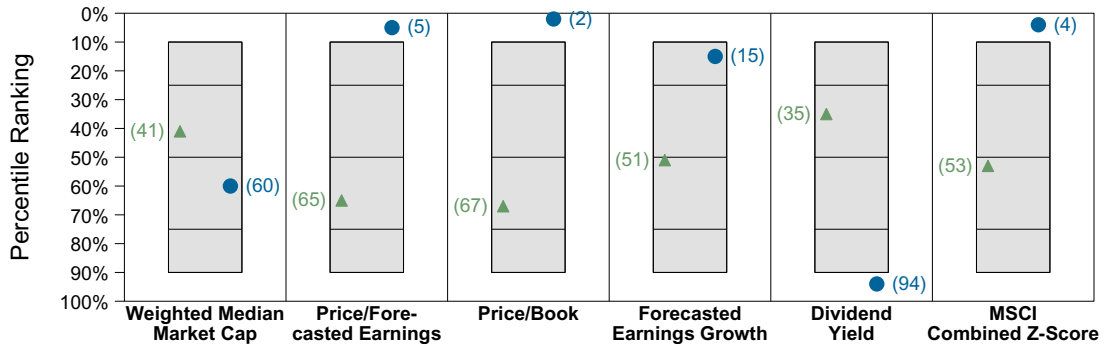 Percentile Ranking
0%
10%
20%
30%
40%
50%
60%
70%
80%
90%
100%
(41)
(60)
(5)
(65)
(2)
(67)
(15)
(51)
(35)
(94)
(4)
(53)
Weighted Median
Market Cap
Price/Fore-
casted Earnings
Price/Book
Forecasted
Earnings Growth
Dividend
Yield
MSCI
Combined Z-Score